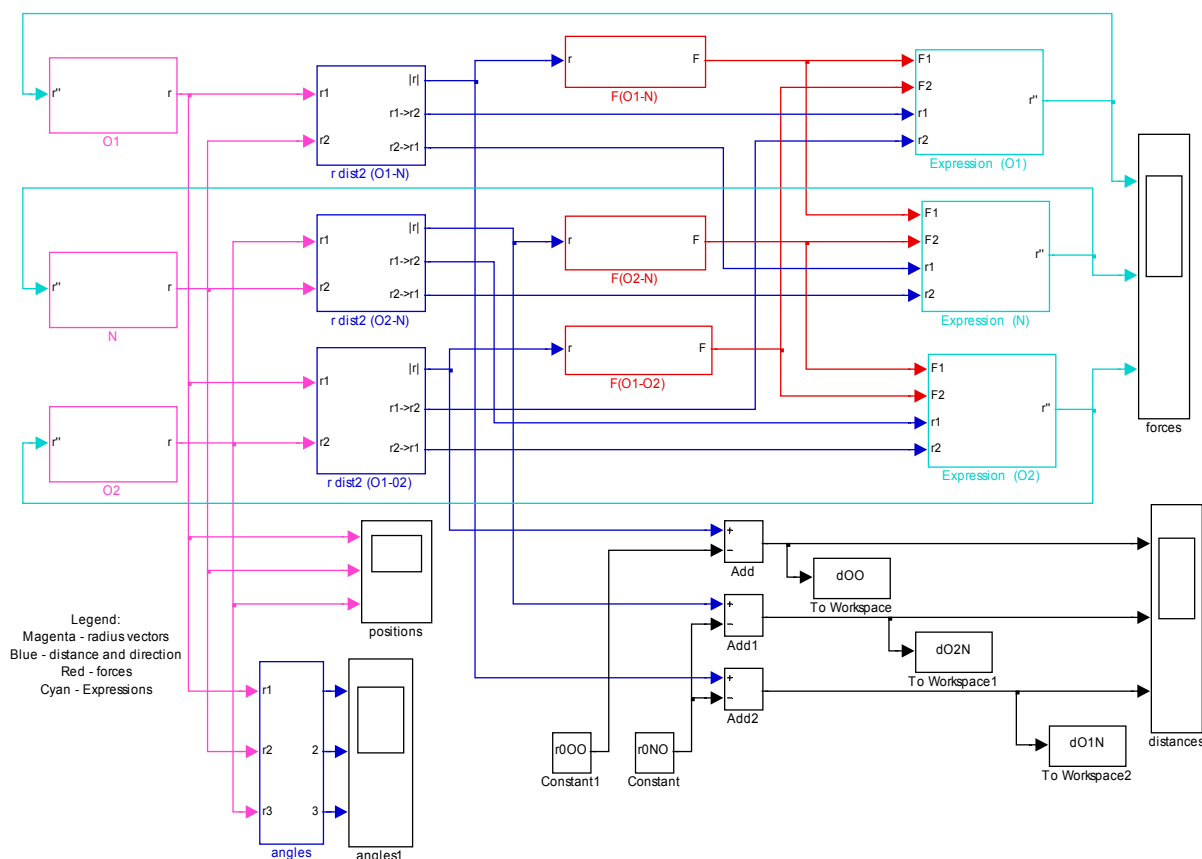 r"
r
O1
r1
r2
|r|
r1->r2
r2->r1
r dist2 (O1-N)
r
F
F(O1-N)
F1
F2
r1
r2
r"
Expression (O1)
r"
r
N
r1
r2
|r|
r1->r2
r2->r1
r dist2 (O2-N)
r
F
F(O2-N)
F1
F2
r1
r2
r"
Expression (N)
r"
r
O2
r1
r2
|r|
r1->r2
r2->r1
r dist2 (O1-02)
r
F
F(O1-O2)
F1
F2
r1
r2
r"
Expression (O2)
forces
positions
Legend:
Magenta - radius vectors
Blue - distance and direction
Red - forces
Cyan - Expressions
r1
r2
r3
2
3
angles
angles1
+
−
Add
dOO
To Workspace
+
−
Add1
dO2N
To Workspace1
+
−
Add2
dO1N
To Workspace2
r0OO
Constant1
r0NO
Constant
distances